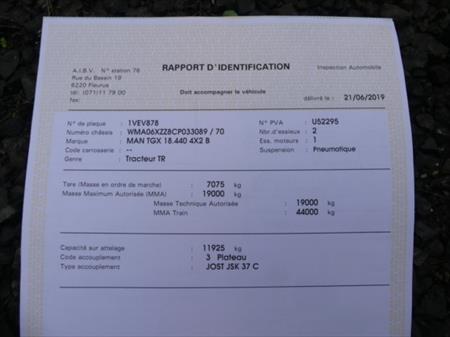 A.I.B.V. N° station 78 RAPPORT D'IDENTIFICATION Inspection Automobile
Rue du Bassin 19
6220 Fleurus
tél (071)11 79 00 Doit accompagner le véhicule
délivré le : 21/06/2019
N° de plaque : 1VEV878 N° PVA : U52295
Numéro châssis : WMA06XZZ8CP033089 / 70 Nbr.d'essieux : 2
Marque : MAN TGX 18.440 4X2 B Ess. moteurs : 1
Code carrosserie : -- Suspension : Pneumatique
Genre : Tracteur TR
Tare (Masse en ordre de marche) : 7075 kg
Masse Maximum Autorisée (MMA) : 19000 kg
Masse Technique Autorisée : 19000 kg
MMA Train : 44000 kg
Capacité sur attelage : 11925 kg
Code accouplement : 3 Plateau
Type accouplement : JOST JSK 37 C